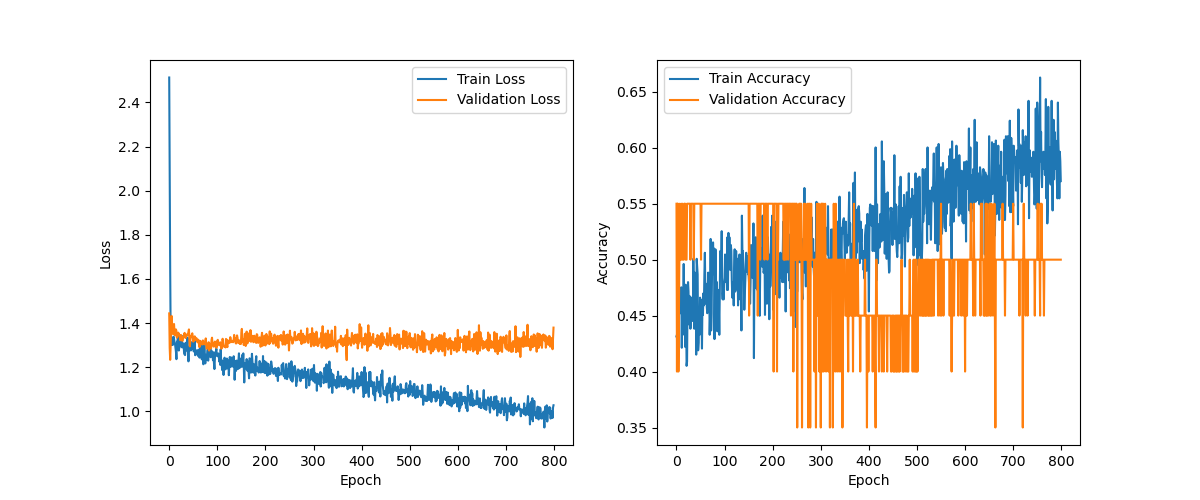 Train Loss
Validation Loss
2.4
2.2
2.0
1.8
1.6
1.4
1.2
1.0
Loss
0 100 200 300 400 500 600 700 800
Epoch
Train Accuracy
Validation Accuracy
0.65
0.60
0.55
0.50
0.45
0.40
0.35
Accuracy
0 100 200 300 400 500 600 700 800
Epoch